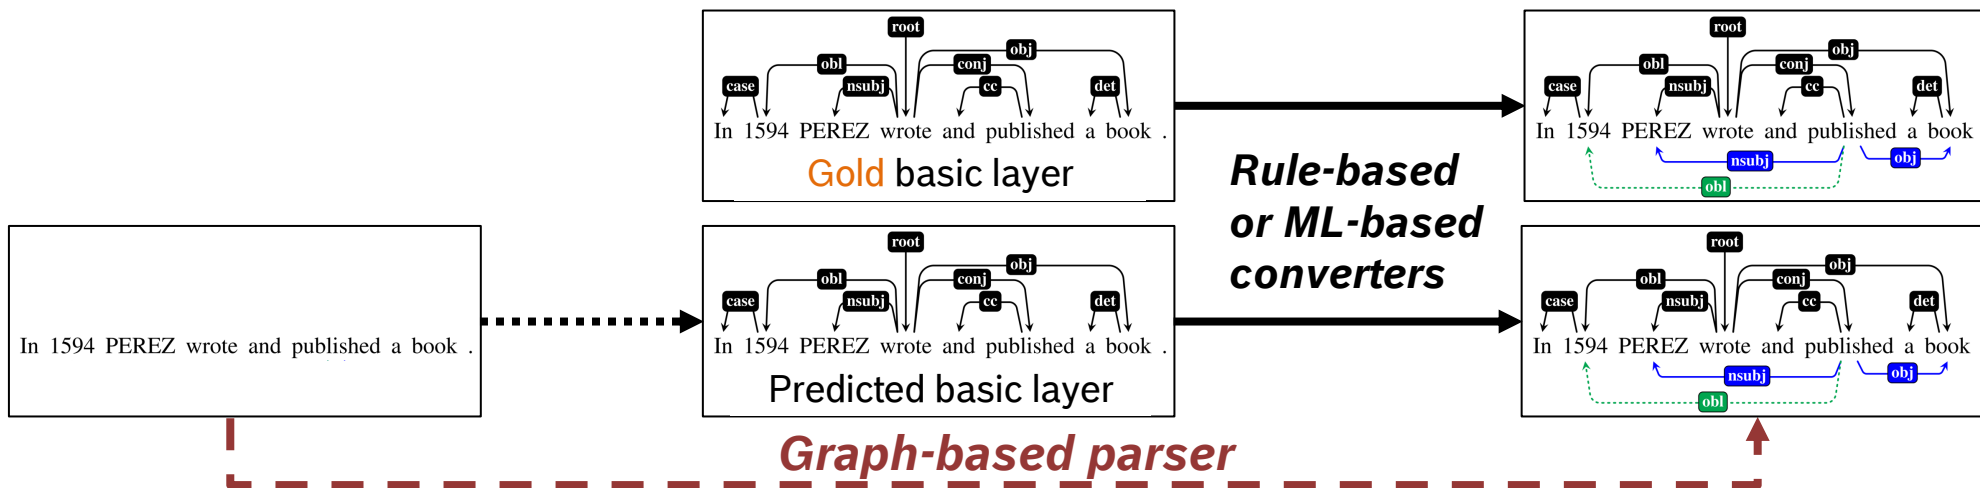 root
obj
obl
conj
case
nsubj
cc
det
In 1594 PEREZ wrote and published a book .
Gold basic layer
Rule-based
or ML-based
converters
root
obj
obl
conj
case
nsubj
cc
det
In 1594 PEREZ wrote and published a book
nsubj
obj
obl
In 1594 PEREZ wrote and published a book .
root
obj
obl
conj
case
nsubj
cc
det
In 1594 PEREZ wrote and published a book .
Predicted basic layer
root
obj
obl
conj
case
nsubj
cc
det
In 1594 PEREZ wrote and published a book
nsubj
obj
obl
Graph-based parser